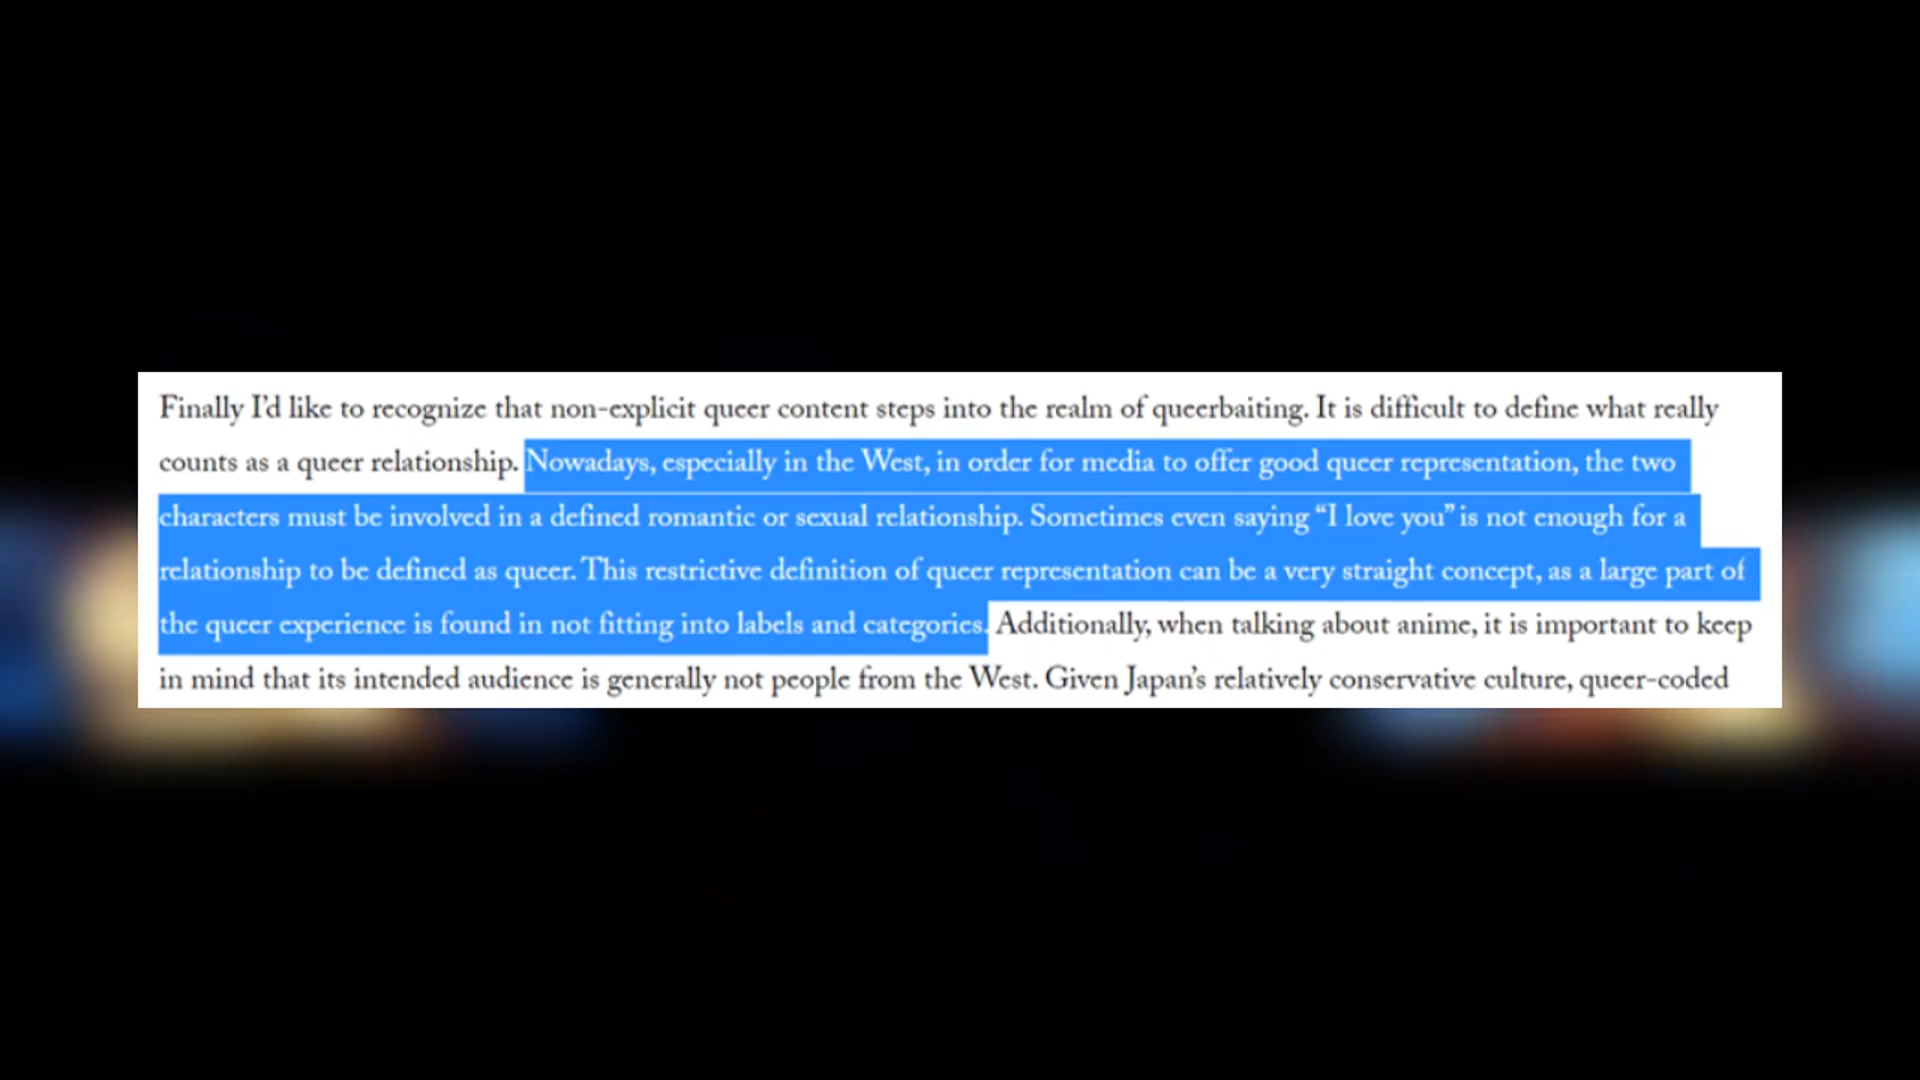 Finally I’d like to recognize that non-explicit queer content steps into the realm of queerbaiting. It is difficult to define what really
counts as a queer relationship. Nowadays, especially in the West, in order for media to offer good queer representation, the two
characters must be involved in a defined romantic or sexual relationship. Sometimes even saying “I love you” is not enough for a
relationship to be defined as queer. This restrictive definition of queer representation can be a very straight concept, as a large part of
the queer experience is found in not fitting into labels and categories. Additionally, when talking about anime, it is important to keep
in mind that its intended audience is generally not people from the West. Given Japan’s relatively conservative culture, queer-coded